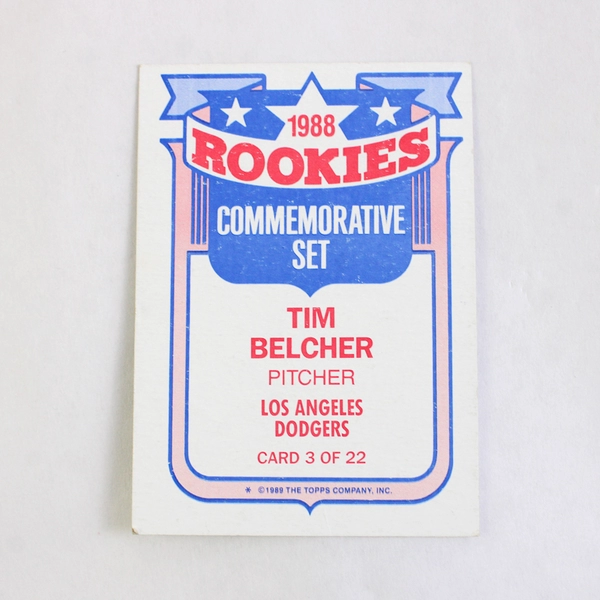 1988
ROOKIES
COMMEMORATIVE
SET
TIM
BELCHER
PITCHER
LOS ANGELES
DODGERS
CARD 3 OF 22
* ©1989 THE TOPPS COMPANY, INC.